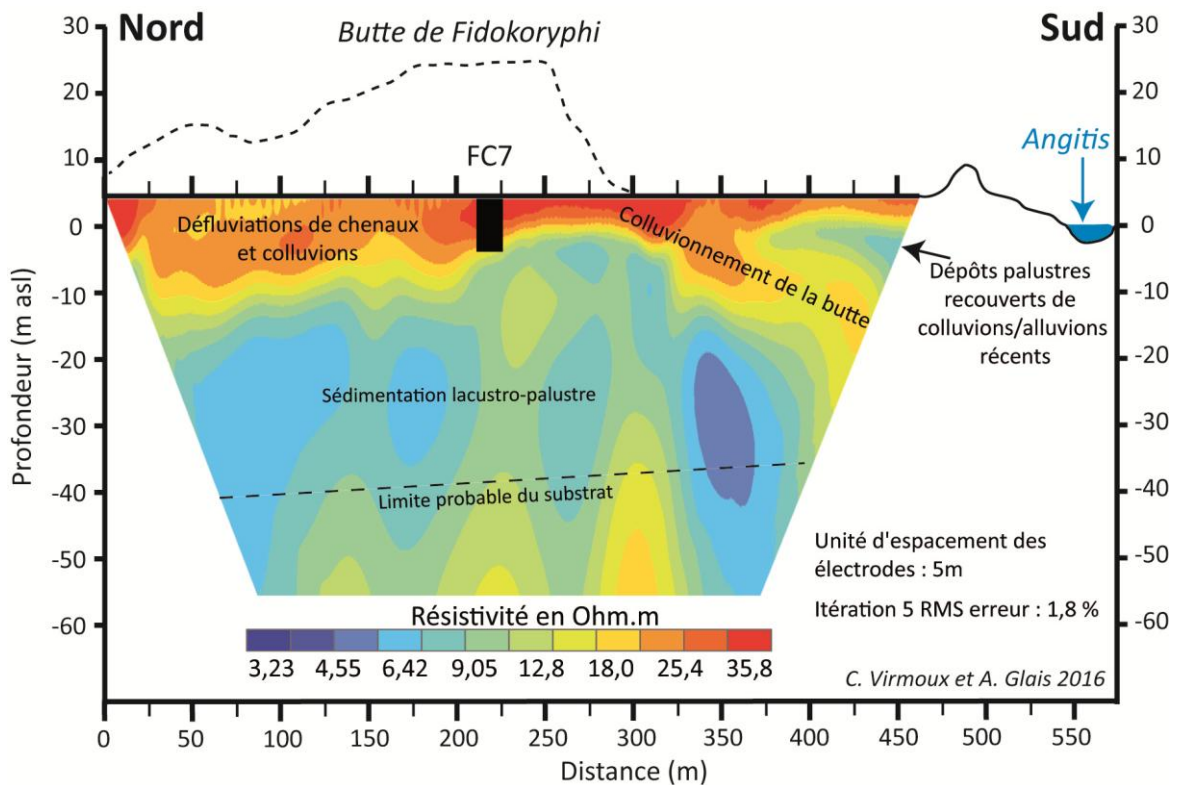 Nord
Sud
Butte de Fidokoryphi
FC7
Angitis
Défluviations de chenaux
et colluvions
Colluvionnement de la butte
Dépôts palustres
recouverts de
colluvions/alluvions
récents
Sédimentation lacustro-palustre
Limite probable du substrat
Unité d'espacement des
électrodes : 5m
Itération 5 RMS erreur : 1,8 %
Résistivité en Ohm.m
3,23 4,55 6,42 9,05 12,8 18,0 25,4 35,8
C. Virmoux et A. Glais 2016
Profondeur (m asl)
30
20
10
0
-10
-20
-30
-40
-50
-60
30
20
10
0
-10
-20
-30
-40
-50
-60
0 50 100 150 200 250 300 350 400 450 500 550
Distance (m)